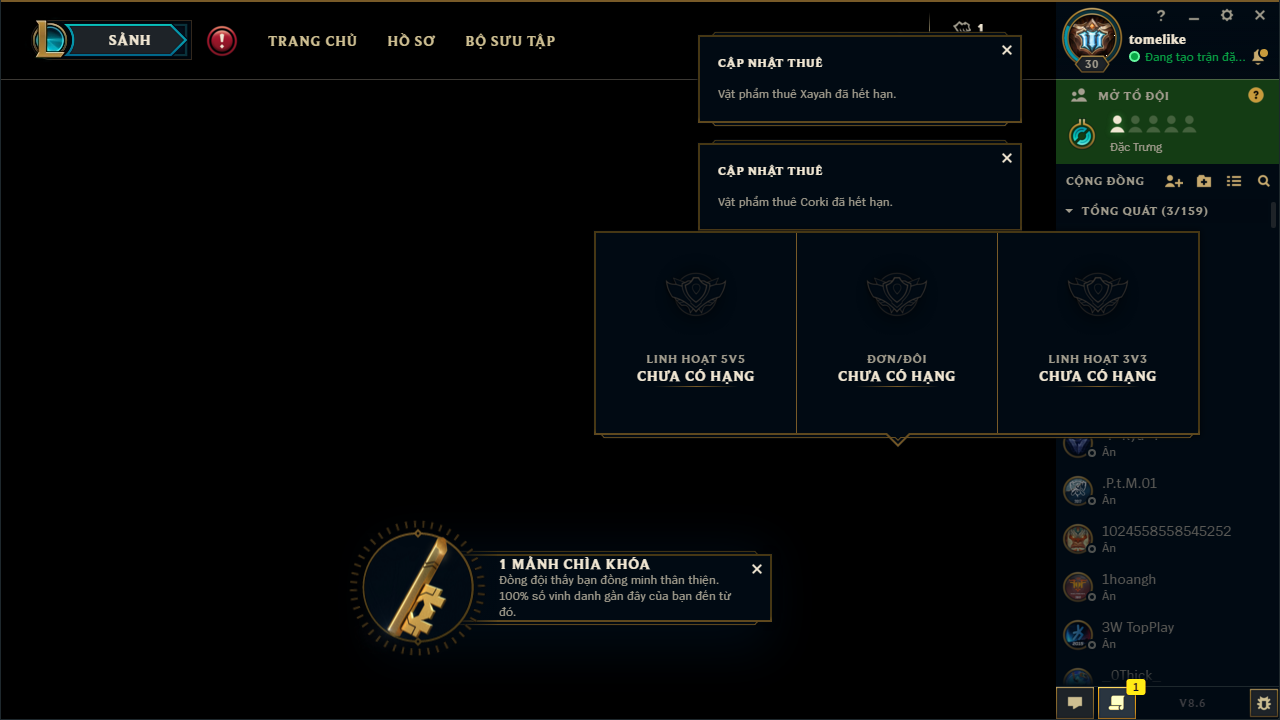 SẢNH
TRANG CHỦ
HỒ SƠ
BỘ SƯU TẬP
1
?
30
tomelike
Đang tạo trận đặ...
CẬP NHẬT THUÊ
Vật phẩm thuê Xayah đã hết hạn.
MỞ TỔ ĐỘI
?
Đặc Trưng
CẬP NHẬT THUÊ
Vật phẩm thuê Corki đã hết hạn.
CỘNG ĐỒNG
TỔNG QUÁT (3/159)
LINH HOẠT 5V5
CHƯA CÓ HẠNG
ĐƠN/ĐÔI
CHƯA CÓ HẠNG
LINH HOẠT 3V3
CHƯA CÓ HẠNG
Ẩn
.P.t.M.01
Ẩn
1024558558545252
Ẩn
1hoangh
Ẩn
3W TopPlay
Ẩn
_0Thick_
1 MẢNH CHÌA KHÓA
Đồng đội thấy bạn đồng minh thân thiện.
100% số vinh danh gần đây của bạn đến từ
đó.
1
V8.6